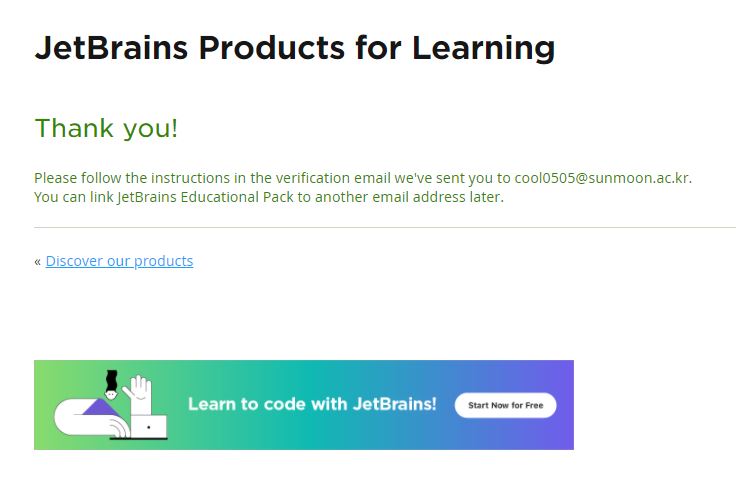 JetBrains Products for Learning
Thank you!
Please follow the instructions in the verification email we've sent you to cool0505@sunmoon.ac.kr.
You can link JetBrains Educational Pack to another email address later.
« Discover our products
Learn to code with JetBrains!
Start Now for Free